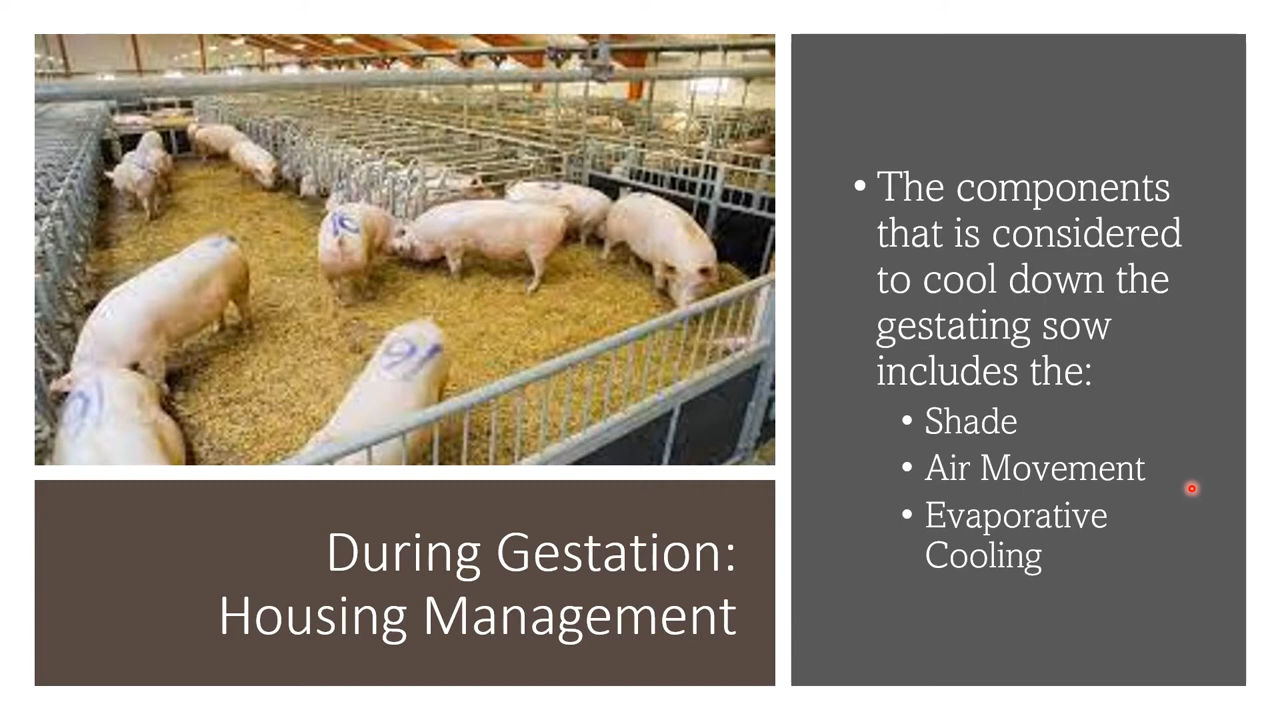 During Gestation:
Housing Management
• The components
that is considered
to cool down the
gestating sow
includes the:
• Shade
• Air Movement
• Evaporative
Cooling